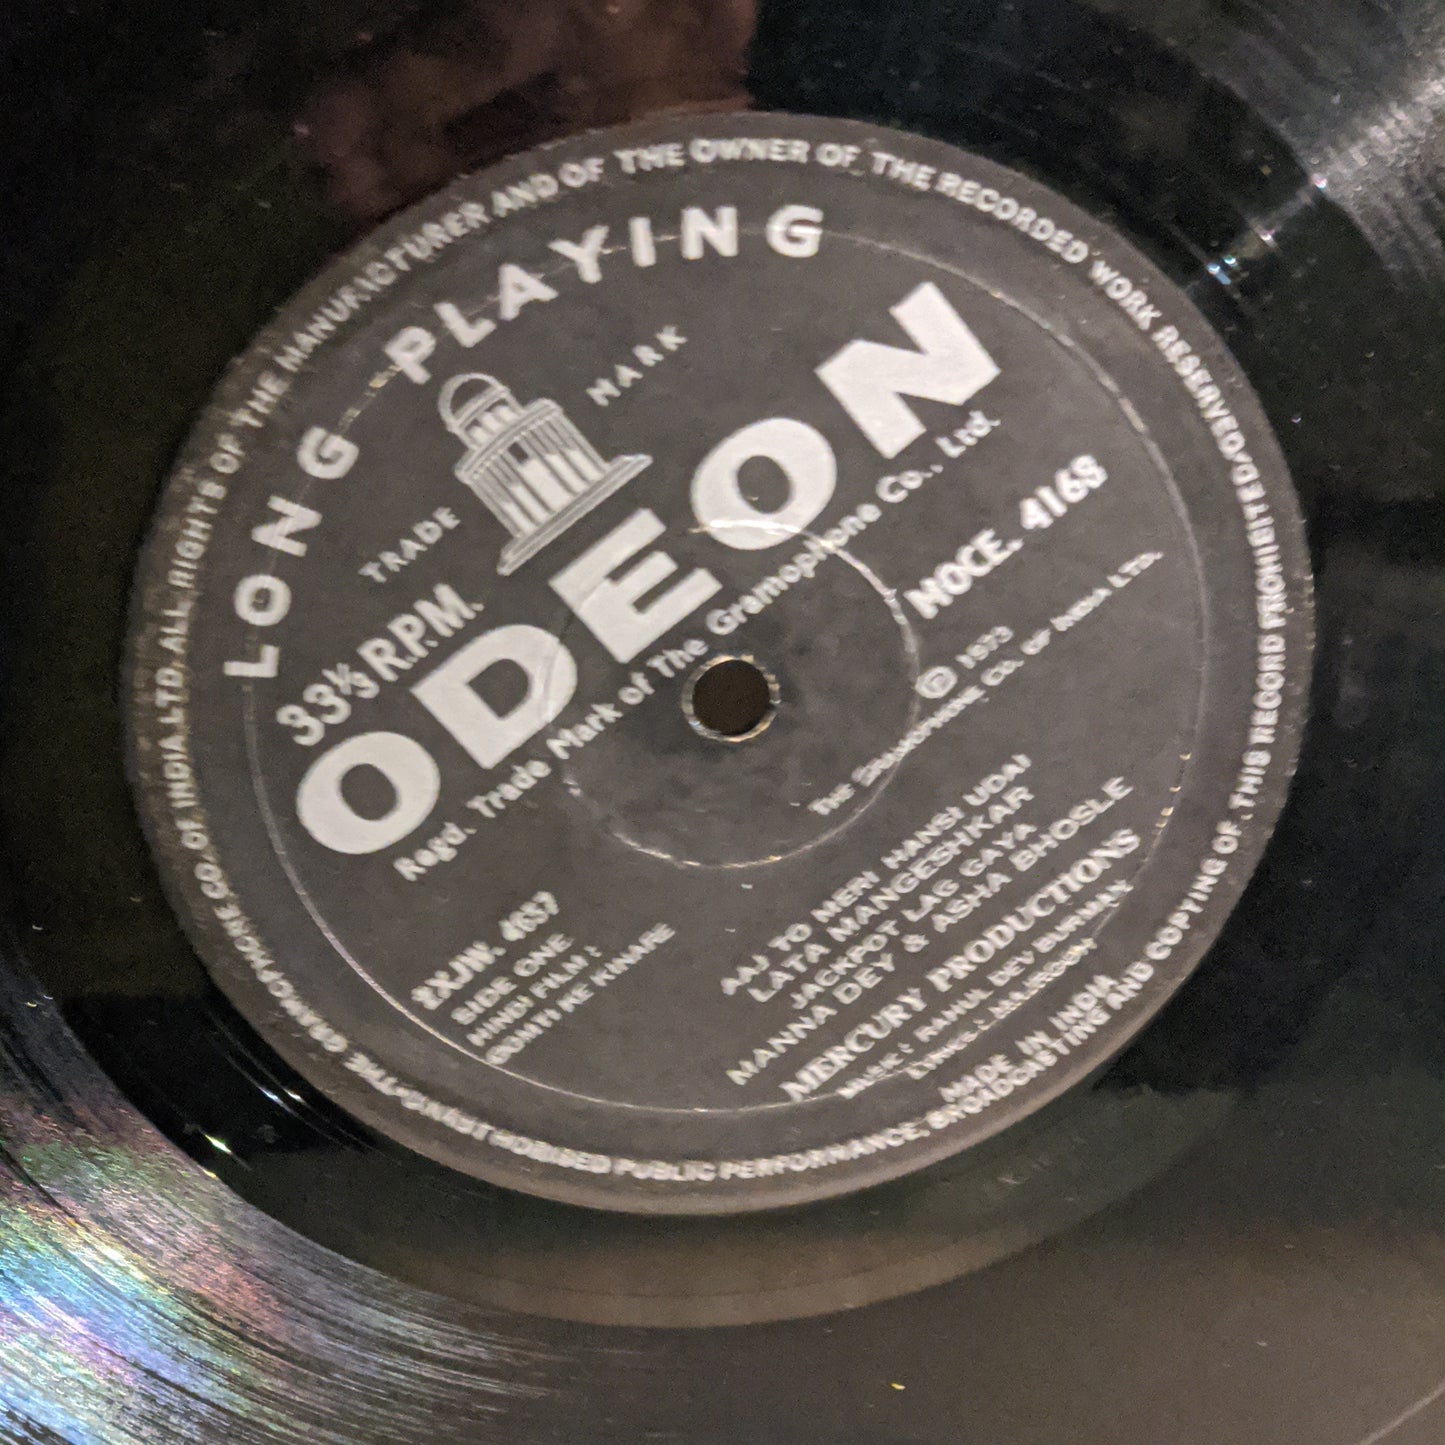 THE GRAMOPHONE CO. OF INDIA LTD. ALL RIGHTS OF THE MANUFACTURER AND OF THE OWNER OF THE RECORDED WORK RESERVED/UNAUTHORISED PUBLIC PERFORMANCE, BROADCASTING AND COPYING OF THIS RECORD PROHIBITED/
LONG PLAYING
TRADE MARK
33⅓ R.P.M.
ODEON
Regd. Trade Mark of The Gramophone Co., Ltd.
MOCE. 4168
Ⓟ 1973
THE GRAMOPHONE CO. OF INDIA LTD.
2XJW. 4637
SIDE ONE
HINDI FILM :
GOMTI KE KINARE
AAJ TO MERI HANSI UDAI
LATA MANGESHKAR
JACKPOT LAG GAYA
MANNA DEY & ASHA BHOSLE
MERCURY PRODUCTIONS
MUSIC : RAHUL DEV BURMAN
LYRICS : MAJROOH
MADE IN INDIA